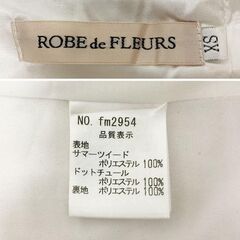 ROBE de FLEURS
XS
NO. fm2954
品質表示
表地
サマーツイード
ポリエステル 100%
ドットチュール
ポリエステル 100%
裏地 ポリエステル 100%